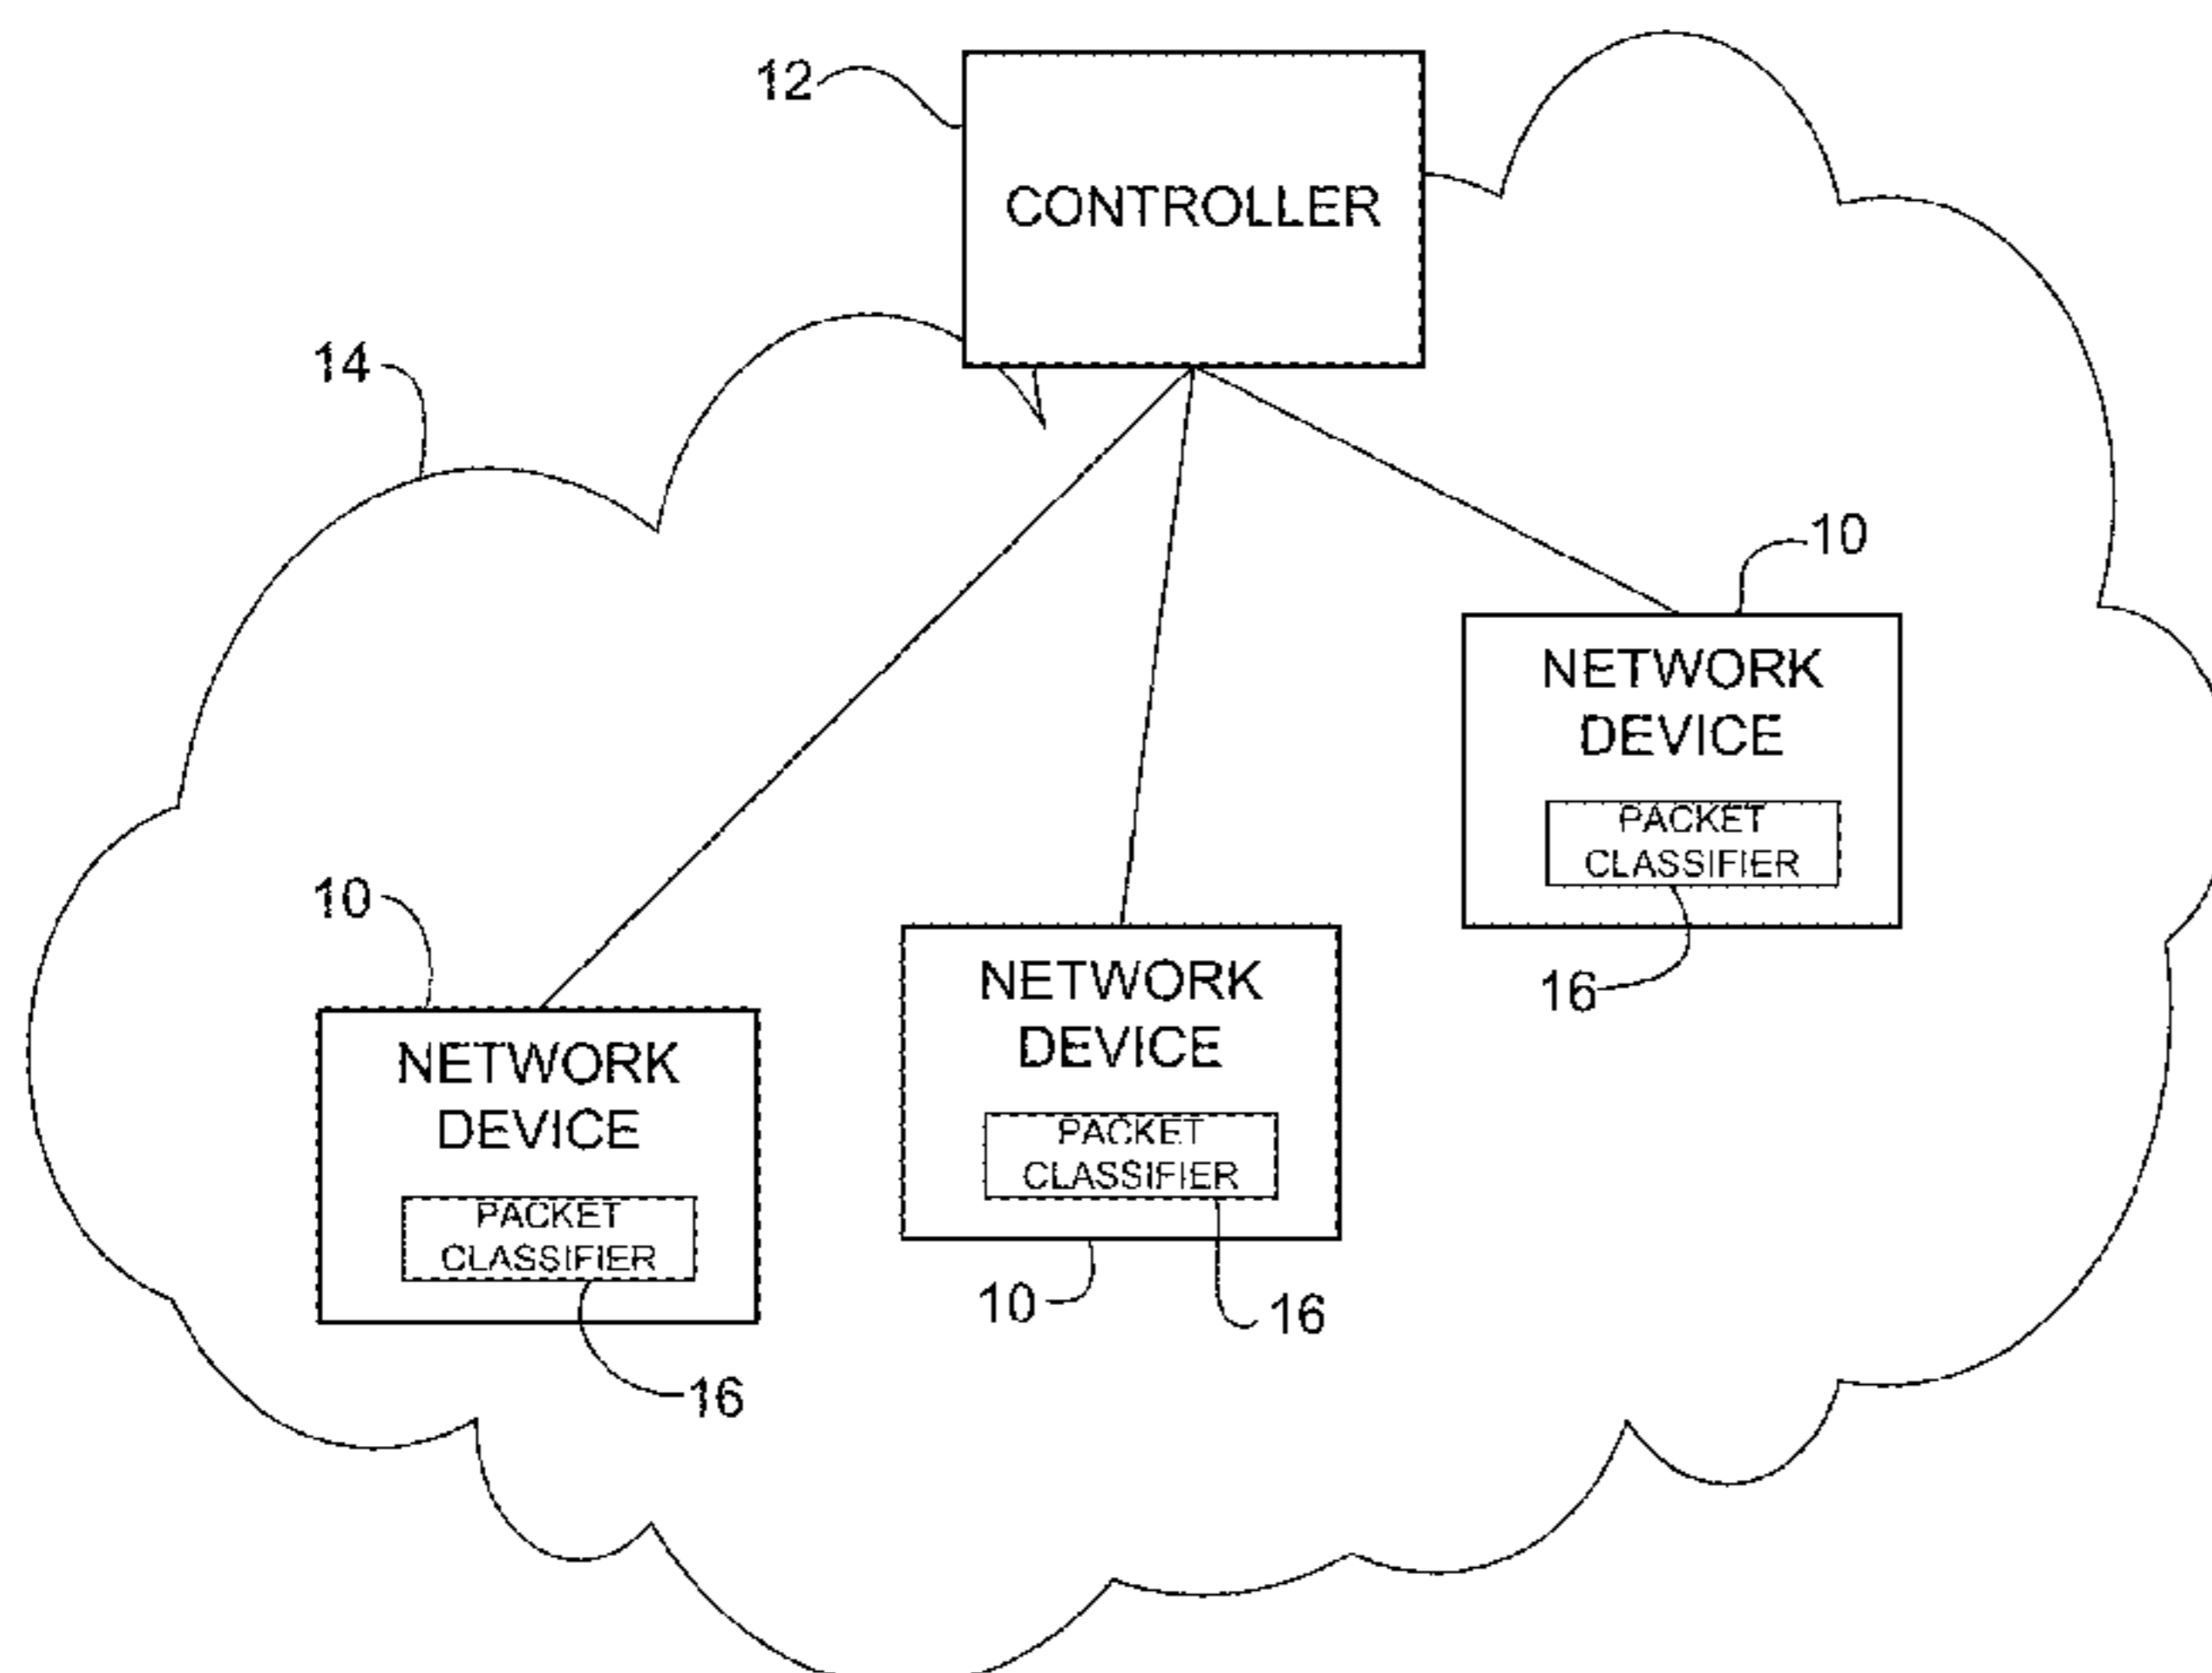 12
CONTROLLER
14
10
NETWORK
DEVICE
PACKET
CLASSIFIER
16
10
NETWORK
DEVICE
PACKET
CLASSIFIER
10
16
10
NETWORK
DEVICE
PACKET
CLASSIFIER
16